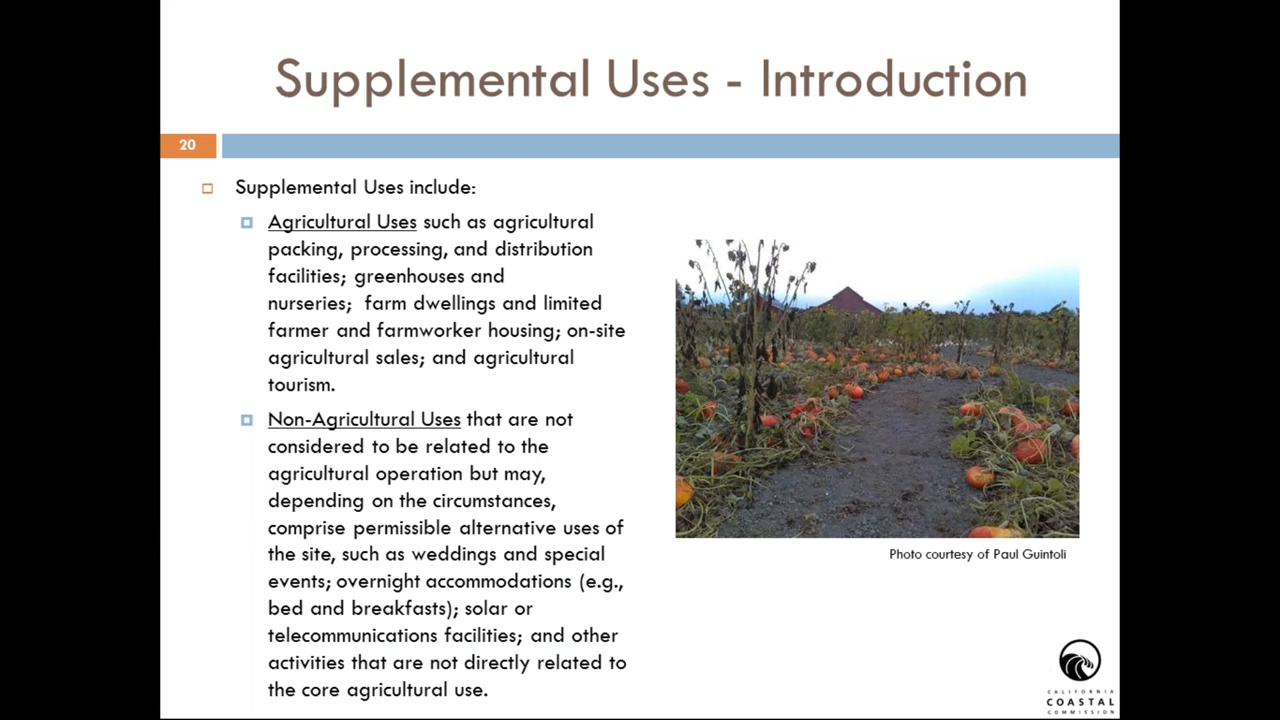 Supplemental Uses - Introduction
20
Supplemental Uses include:
Agricultural Uses such as agricultural
packing, processing, and distribution
facilities; greenhouses and
nurseries; farm dwellings and limited
farmer and farmworker housing; on-site
agricultural sales; and agricultural
tourism.
Non-Agricultural Uses that are not
considered to be related to the
agricultural operation but may,
depending on the circumstances,
comprise permissible alternative uses of
the site, such as weddings and special
events; overnight accommodations (e.g.,
bed and breakfasts); solar or
telecommunications facilities; and other
activities that are not directly related to
the core agricultural use.
Photo courtesy of Paul Guintoli
CALIFORNIA
COASTAL
COMMISSION